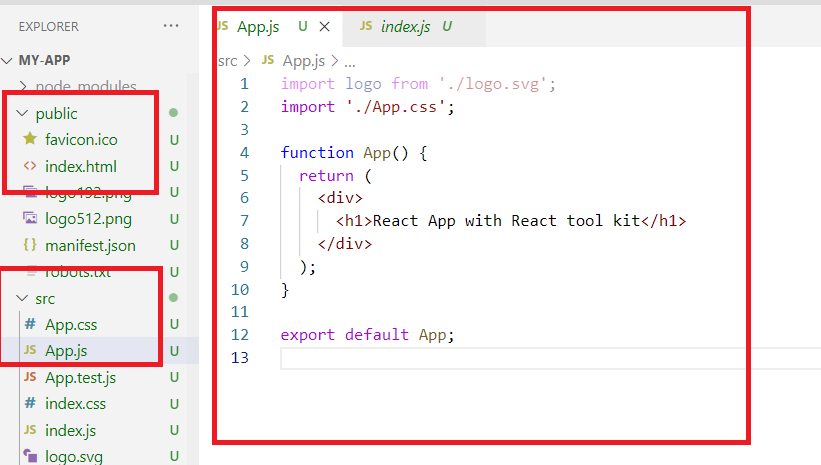 EXPLORER ...
MY-APP
node_modules
public
favicon.ico U
index.html U
logo192.png U
logo512.png U
{} manifest.json U
robots.txt U
src
# App.css U
JS App.js U
JS App.test.js U
# index.css U
JS index.js U
logo.svg U
JS App.js U × JS index.js U
src > JS App.js > ...
1 import logo from './logo.svg';
2 import './App.css';
3
4 function App() {
5 return (
6 <div>
7 <h1>React App with React tool kit</h1>
8 </div>
9 );
10 }
11
12 export default App;
13